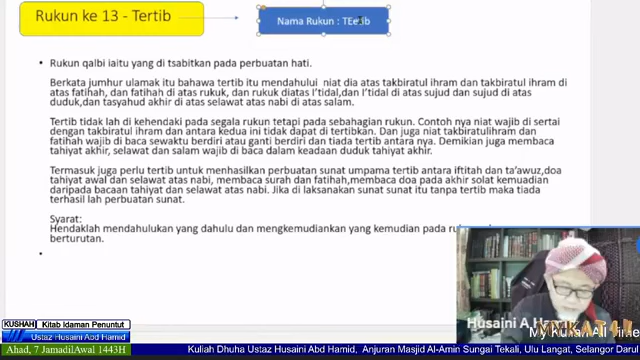 Rukun ke 13 - Tertib
Nama Rukun : TEetib
• Rukun qalbi iaitu yang di tsabitkan pada perbuatan hati.
Berkata jumhur ulamak itu bahawa tertib itu mendahului niat dia atas takbiratul ihram dan takbiratul ihram di
atas fatihah, dan fatihah di atas rukuk, dan rukuk diatas I'tidal,dan I'tidal di atas sujud dan sujud di atas
duduk,dan tasyahud akhir di atas selawat atas nabi di atas salam.
Tertib tidak lah di kehendaki pada segala rukun tetapi pada sebahagian rukun. Contoh nya niat wajib di sertai
dengan takbiratul ihram dan antara kedua ini tidak dapat di tertibkan. Dan juga niat takbiratulihram dan
fatihah wajib di baca sewaktu berdiri atau ganti berdiri dan tiada tertib antara nya. Demikian juga membaca
tahiyat akhir, selawat dan salam wajib di baca dalam keadaan duduk tahiyat akhir.
Termasuk juga perlu tertib untuk menhasilkan perbuatan sunat umpama tertib antara iftitah dan ta'awuz,doa
tahiyat awal dan selawat atas nabi, membaca surah dan fatihah,membaca doa pada akhir solat kemuadian
daripada bacaan tahiyat dan selawat atas nabi. Jika di laksanakan sunat sunat itu tanpa tertib maka tiada
terhasil lah perbuatan sunat.
Syarat:
Hendaklah mendahulukan yang dahulu dan mengkemudiankan yang kemudian pada
berturutan.
•
Husaini A
KUSHAH Kitab Idaman Penuntut
Ustaz Husaini Abd Hamid
Ahad, 7 JamadilAwal 1443H
Kuliah Dhuha Ustaz Husaini Abd Hamid, Anjuran Masjid Al-Amin Sungai Tekali, Ulu Langat, Selangor Darul